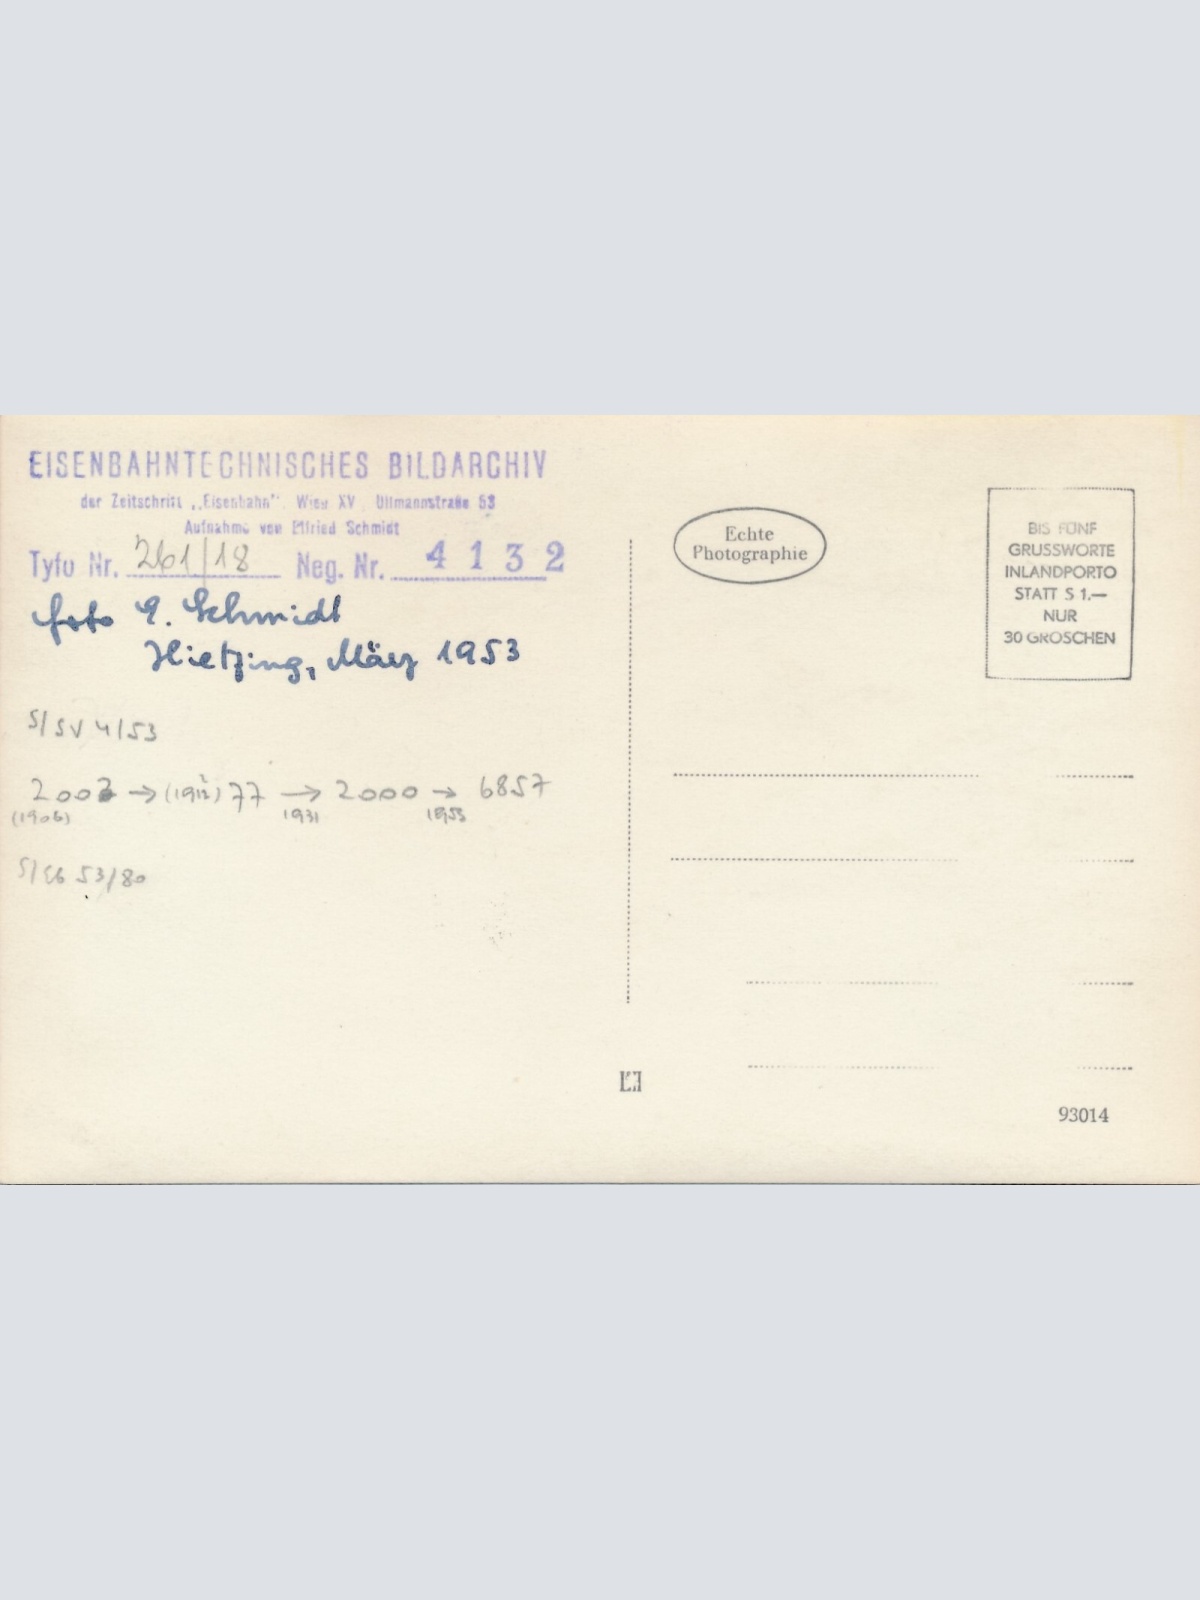 EISENBAHNTECHNISCHES BILDARCHIV
der Zeitschrift „Eisenbahn" Wien XV Ullmannstraße 53
Aufnahme von Elfried Schmidt
Tyfo Nr. 261/18 Neg. Nr. 4132
foto E. Schmidt
Hietzing, März 1953
S/SV 4/53
2003 → (1912) 77 → 2000 → 6857
(1906) 1931 1953
53/80
Echte
Photographie
BIS FÜNF
GRUSSWORTE
INLANDPORTO
STATT S 1.—
NUR
30 GROSCHEN
93014